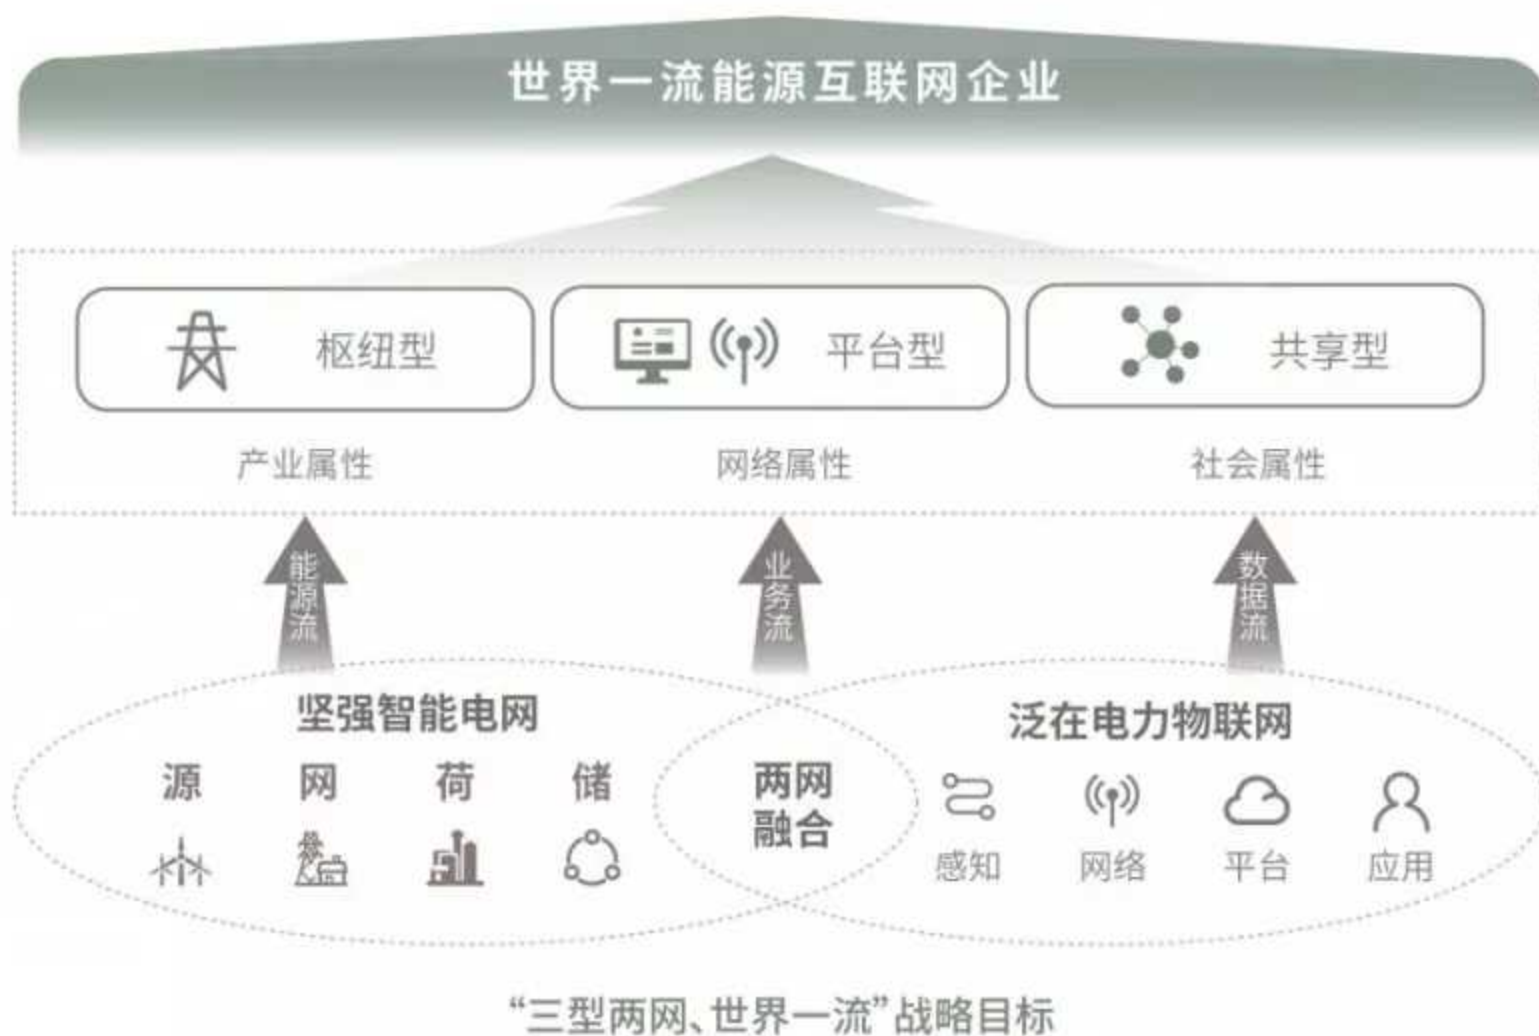 世界一流能源互联网企业
枢纽型
平台型
共享型
产业属性
网络属性
社会属性
能源流
业务流
数据流
坚强智能电网
泛在电力物联网
源
网
荷
储
两网
融合
感知
网络
平台
应用
“三型两网、世界一流”战略目标